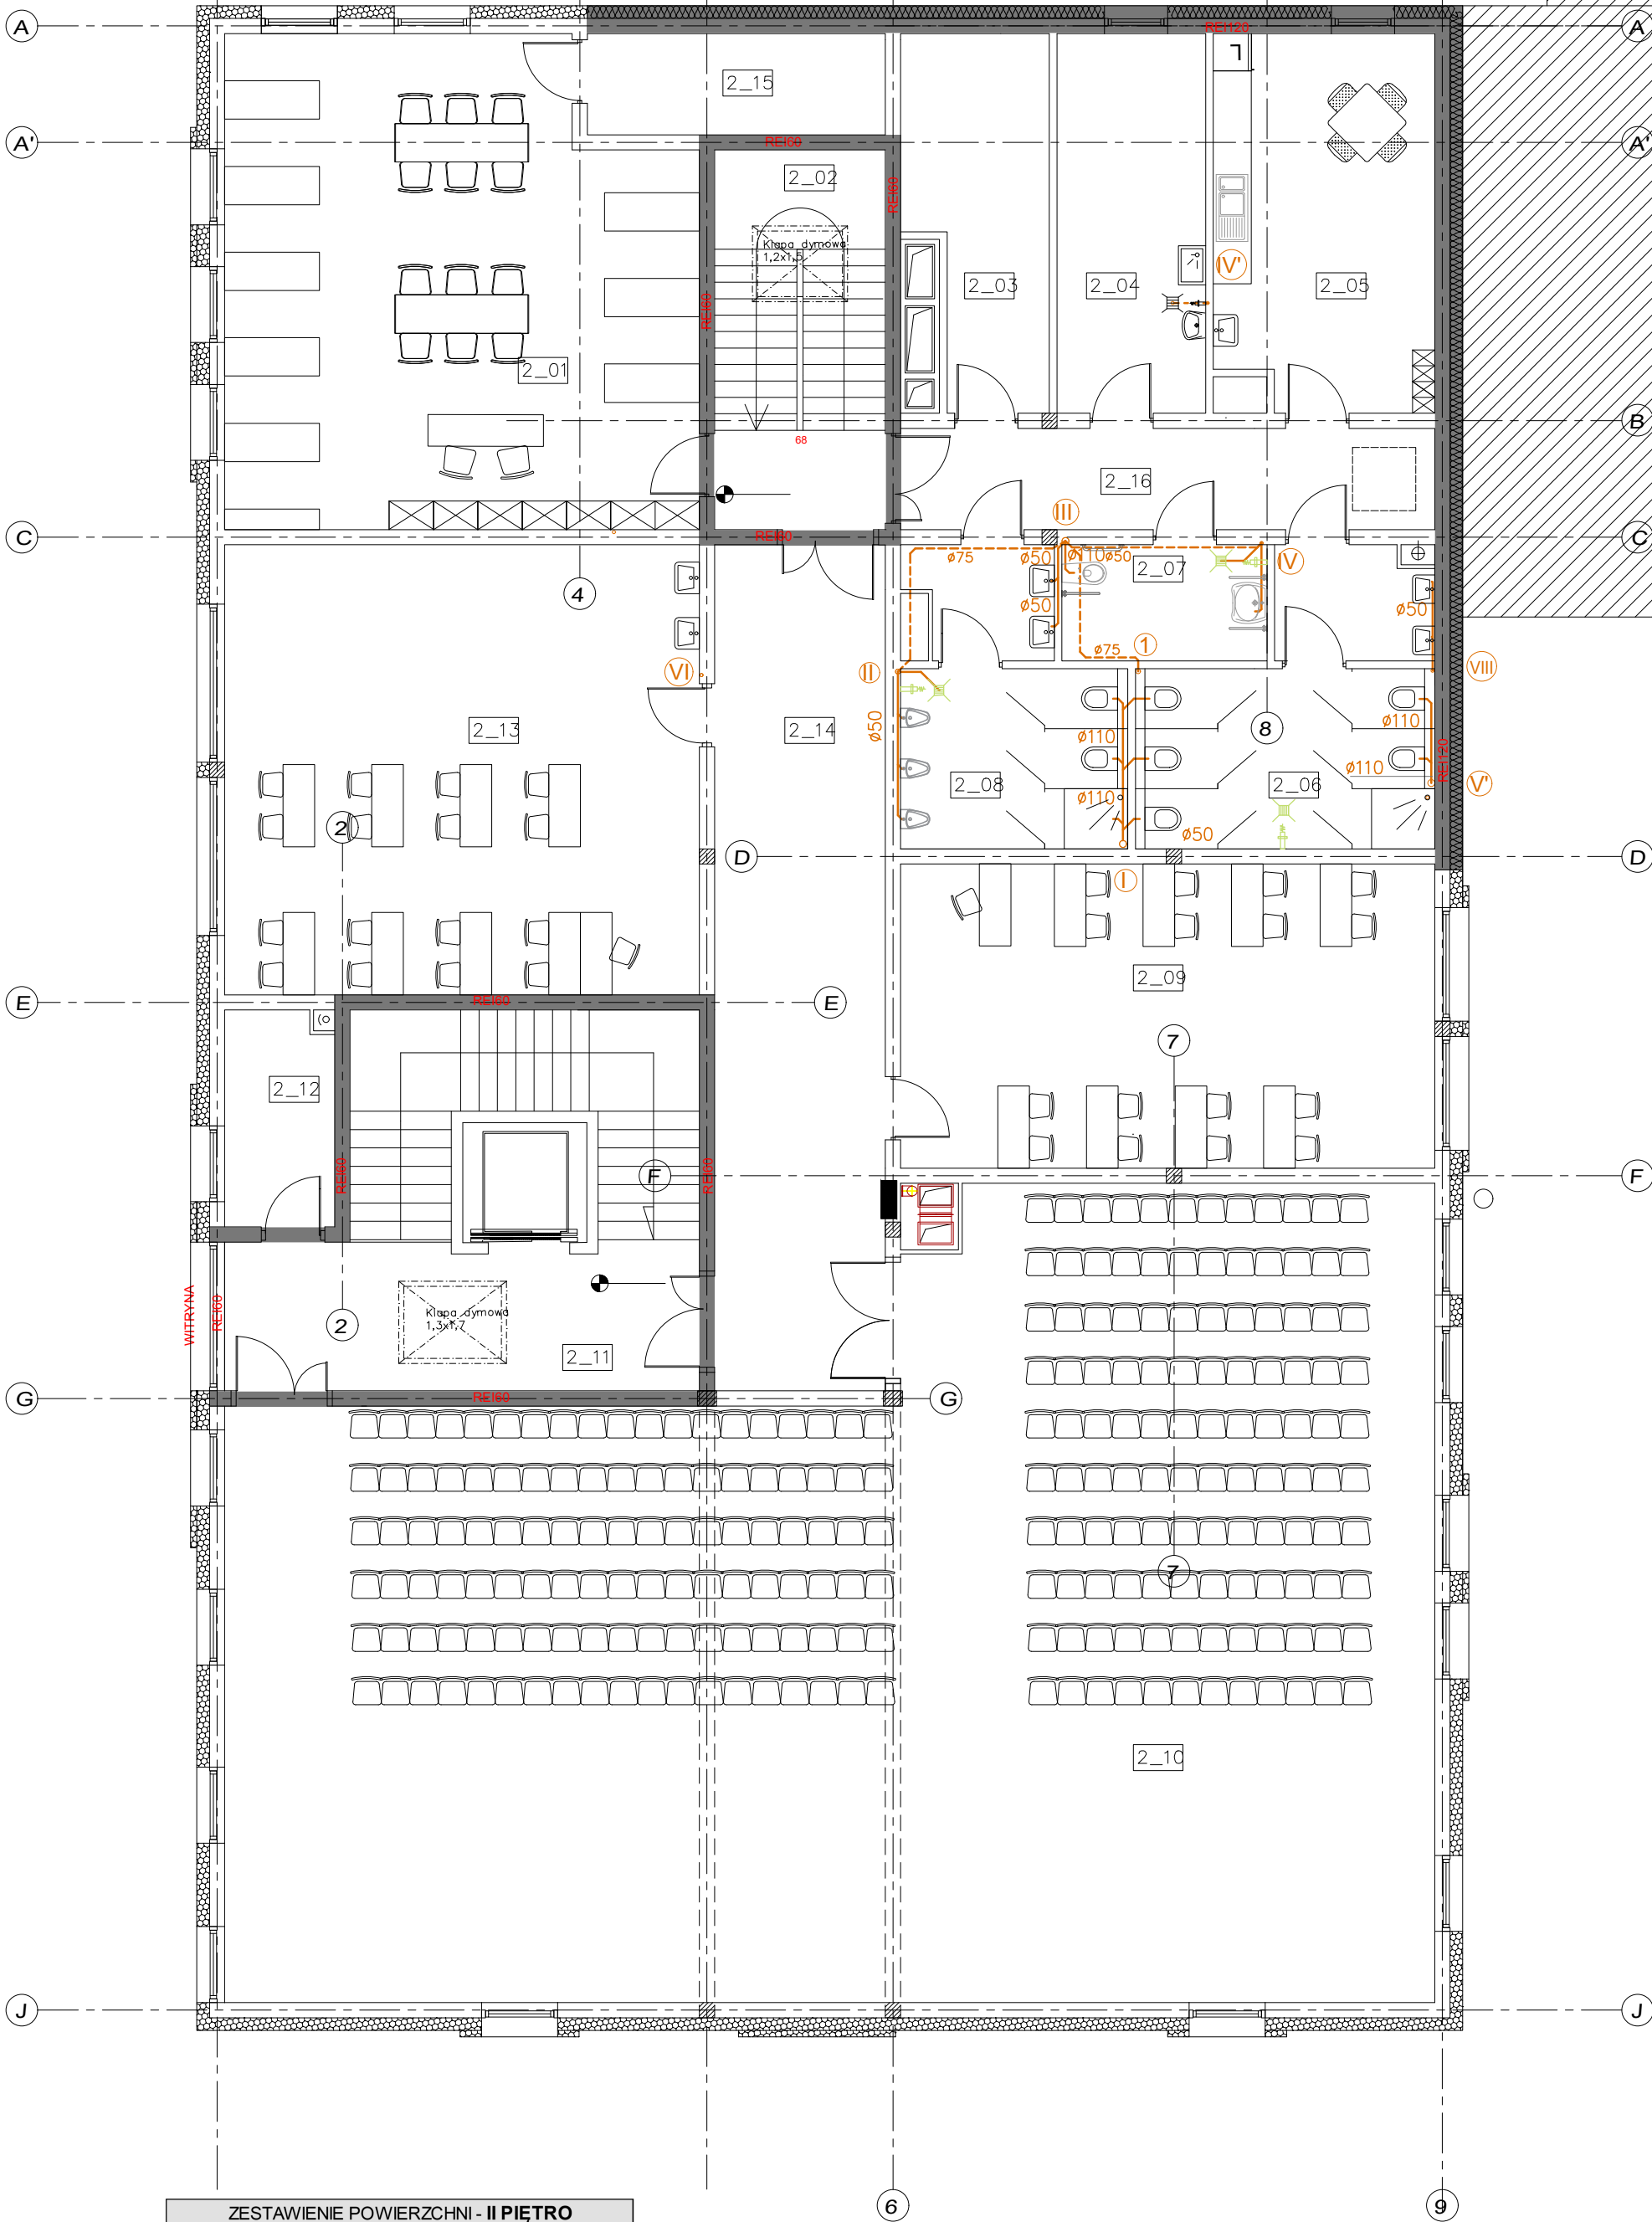 A
REI120
A
2_15
A'
REI60
A'
2_02
REI60
Klapa dymowa
1,2x1,5
IV'
2_03
2_04
2_05
REI60
2_01
B
68
2_16
III
C
REI60
C
ø75
ø50
ø110
ø50
2_07
IV
4
ø50
ø50
ø75
1
VI
II
VIII
2_13
2_14
ø50
ø110
8
ø110
REI120
ø110
V'
2_08
ø110
2_06
2
ø50
D
D
I
2_09
E
REI60
E
7
2_12
REI60
F
REI60
F
WITRYNA
REI60
Klapa dymowa
1,3x1,7
2
2_11
G
REI60
G
7
2_10
J
J
6
9
ZESTAWIENIE POWIERZCHNI - II PIĘTRO